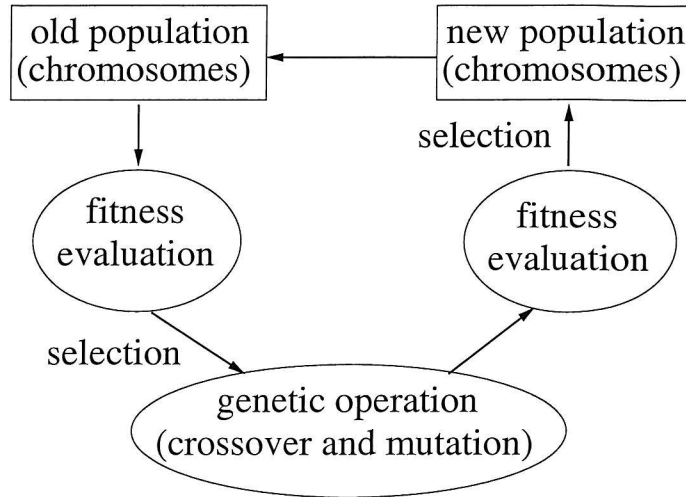 old population
(chromosomes)
new population
(chromosomes)
selection
fitness
evaluation
fitness
evaluation
selection
genetic operation
(crossover and mutation)